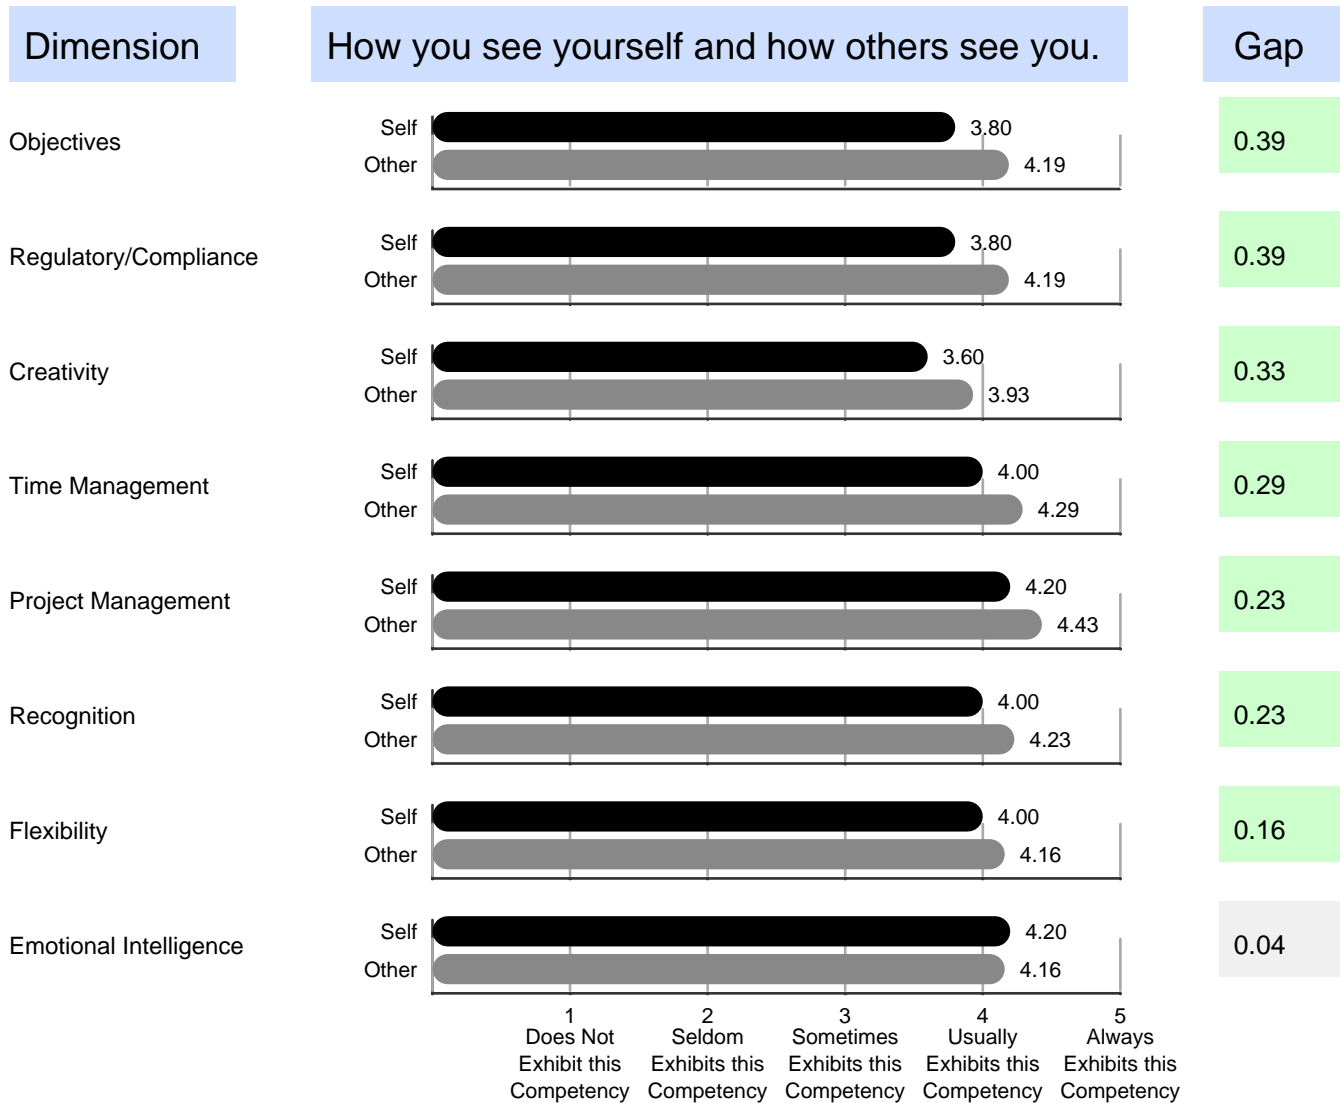 Dimension
How you see yourself and how others see you.
Gap
Objectives
Self 3.80
Other 4.19
0.39
Regulatory/Compliance
Self 3.80
Other 4.19
0.39
Creativity
Self 3.60
Other 3.93
0.33
Time Management
Self 4.00
Other 4.29
0.29
Project Management
Self 4.20
Other 4.43
0.23
Recognition
Self 4.00
Other 4.23
0.23
Flexibility
Self 4.00
Other 4.16
0.16
Emotional Intelligence
Self 4.20
Other 4.16
0.04
1
Does Not
Exhibit this
Competency
2
Seldom
Exhibits this
Competency
3
Sometimes
Exhibits this
Competency
4
Usually
Exhibits this
Competency
5
Always
Exhibits this
Competency